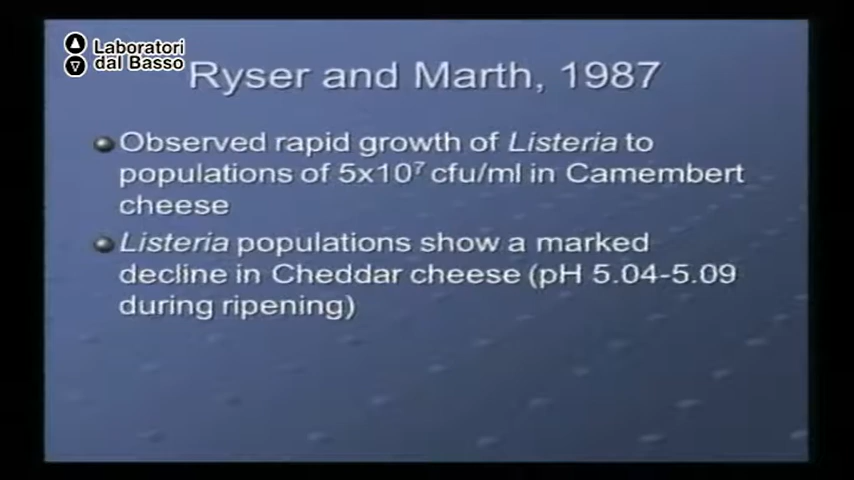 Laboratori
dal Basso
Ryser and Marth, 1987
Observed rapid growth of Listeria to
populations of 5x10⁷ cfu/ml in Camembert
cheese
Listeria populations show a marked
decline in Cheddar cheese (pH 5.04-5.09
during ripening)